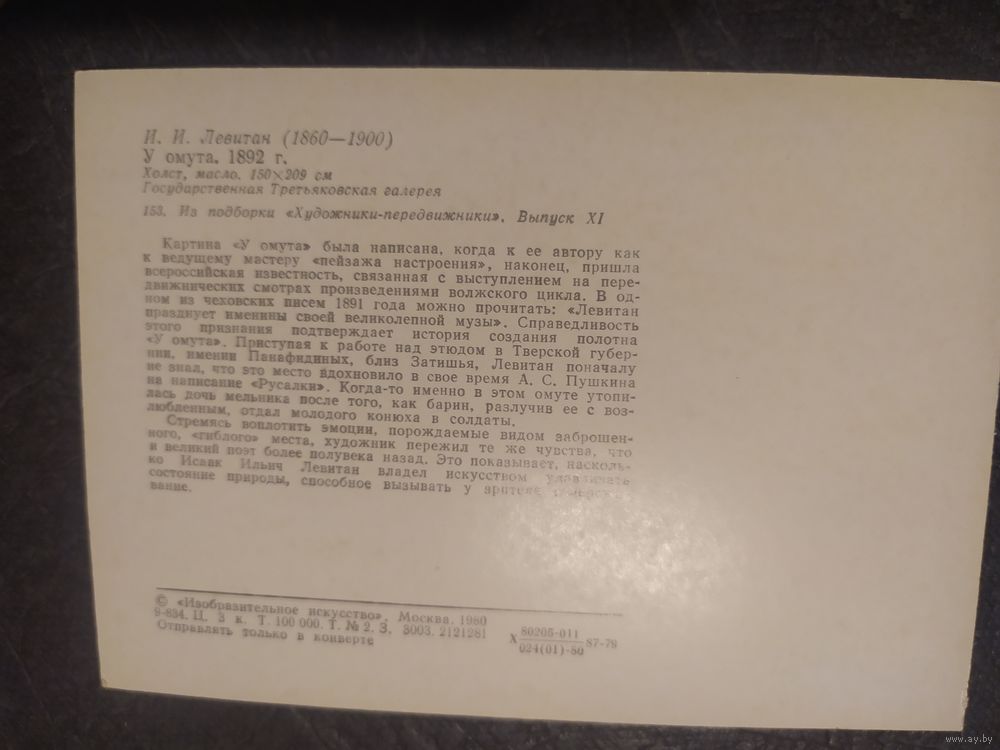 И. И. Левитан (1860—1900)
У омута. 1892 г.
Холст, масло. 150×209 см
Государственная Третьяковская галерея
153. Из подборки «Художники-передвижники». Выпуск XI
Картина «У омута» была написана, когда к ее автору как
к ведущему мастеру «пейзажа настроения», наконец, пришла
всероссийская известность, связанная с выступлением на пере-
движнических смотрах произведениями волжского цикла. В од-
ном из чеховских писем 1891 года можно прочитать: «Левитан
празднует именины своей великолепной музы». Справедливость
этого признания подтверждает история создания полотна
«У омута». Приступая к работе над этюдом в Тверской губер-
нии, имении Панафидиных, близ Затишья, Левитан поначалу
не знал, что это место вдохновило в свое время А. С. Пушкина
на написание «Русалки». Когда-то именно в этом омуте утопи-
лась дочь мельника после того, как барин, разлучив ее с воз-
любленным, отдал молодого конюха в солдаты.
Стремясь воплотить эмоции, порождаемые видом заброшен-
ного, «гиблого» места, художник пережил те же чувства, что
и великий поэт более полувека назад. Это показывает, насколь-
ко Исаак Ильич Левитан владел искусством улавливать
состояние природы, способное вызывать у зрителя
вание.
© «Изобразительное искусство». Москва. 1980
9-834. Ц. 3 к. Т. 100 000. Т. № 2. З. 3003. 2121281
Отправлять только в конверте
X 80205-011
024(01)-80 87-79
www.ay.by